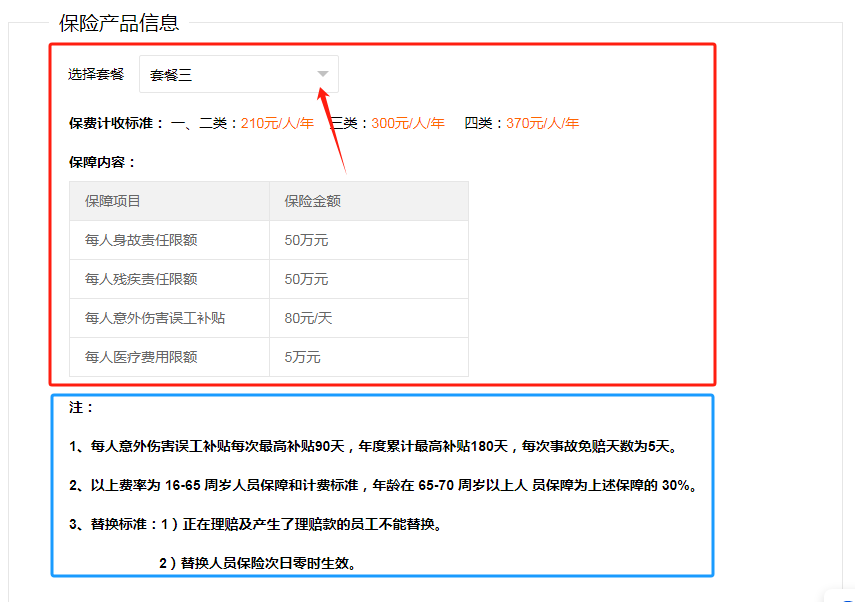 保险产品信息
选择套餐 套餐三
保费计收标准： 一、二类：210元/人/年 三类：300元/人/年 四类：370元/人/年
保障内容：
保障项目 保险金额
每人身故责任限额 50万元
每人残疾责任限额 50万元
每人意外伤害误工补贴 80元/天
每人医疗费用限额 5万元
注：
1、每人意外伤害误工补贴每次最高补贴90天，年度累计最高补贴180天，每次事故免赔天数为5天。
2、以上费率为 16-65 周岁人员保障和计费标准，年龄在 65-70 周岁以上人 员保障为上述保障的 30%。
3、替换标准：1）正在理赔及产生了理赔款的员工不能替换。
2）替换人员保险次日零时生效。